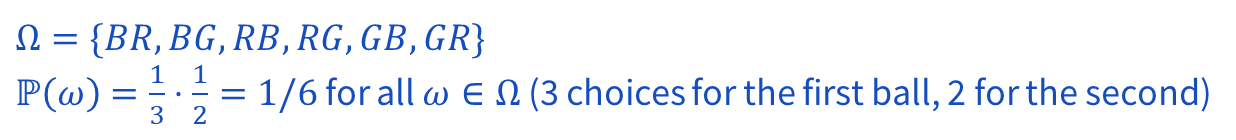 Ω = {BR, BG, RB, RG, GB, GR}
ℙ(ω) = 1/3 · 1/2 = 1/6 for all ω ∈ Ω (3 choices for the first ball, 2 for the second)